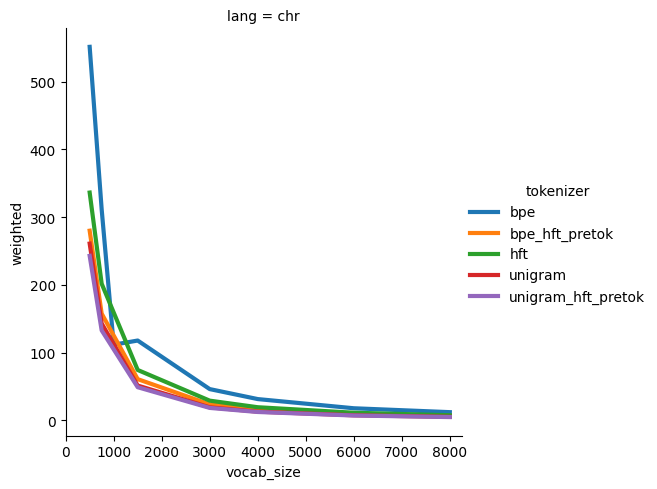 lang = chr
500
400
300
200
100
0
weighted
0 1000 2000 3000 4000 5000 6000 7000 8000
vocab_size
tokenizer
bpe
bpe_hft_pretok
hft
unigram
unigram_hft_pretok